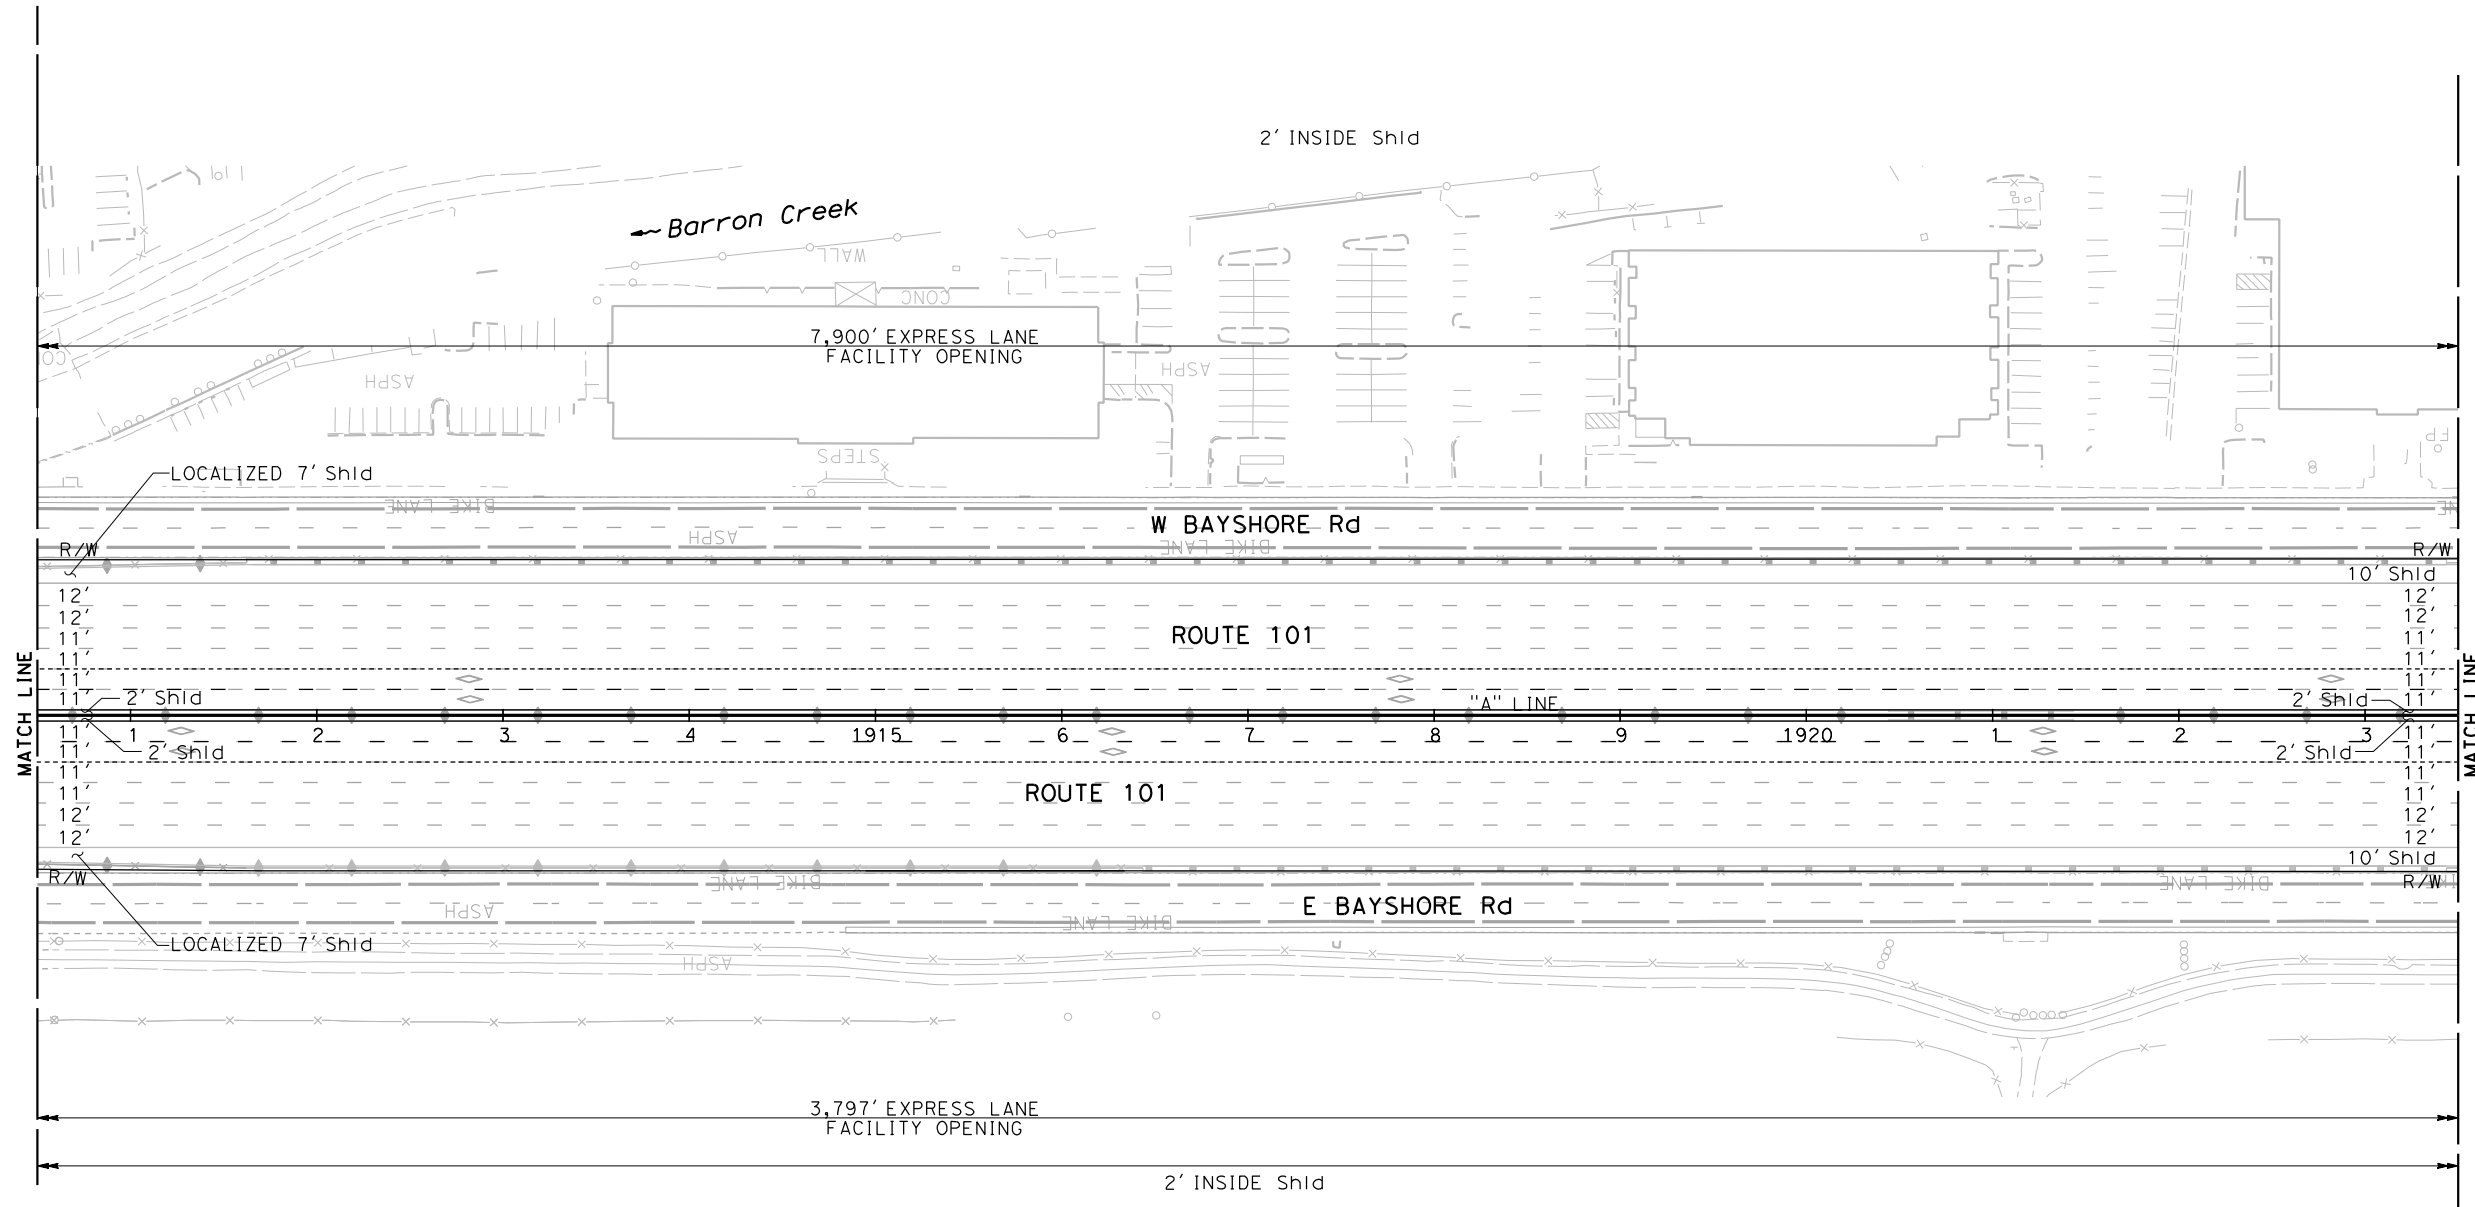 2' INSIDE Shld
Barron Creek
WALL
CONC
7,900' EXPRESS LANE
FACILITY OPENING
CO
ASPH
ASPH
STEPS
FP
LOCALIZED 7' Shld
BIKE LANE
W BAYSHORE Rd
ASPH
BIKE LANE
R/W
R/W
10' Shld
12'
12'
12'
12'
ROUTE 101
11'
11'
11'
11'
11'
11'
11'
11'
2' Shld
"A" LINE
2' Shld
MATCH LINE
MATCH LINE
1 2 3 4 1915 6 7 8 9 1920 1 2 3
11'
11'
2' Shld
2' Shld
11'
11'
11'
11'
ROUTE 101
11'
11'
12'
12'
12'
12'
10' Shld
R/W
BIKE LANE
BIKE LANE
R/W
ASPH
E BAYSHORE Rd
BIKE LANE
LOCALIZED 7' Shld
ASPH
3,797' EXPRESS LANE
FACILITY OPENING
2' INSIDE Shld